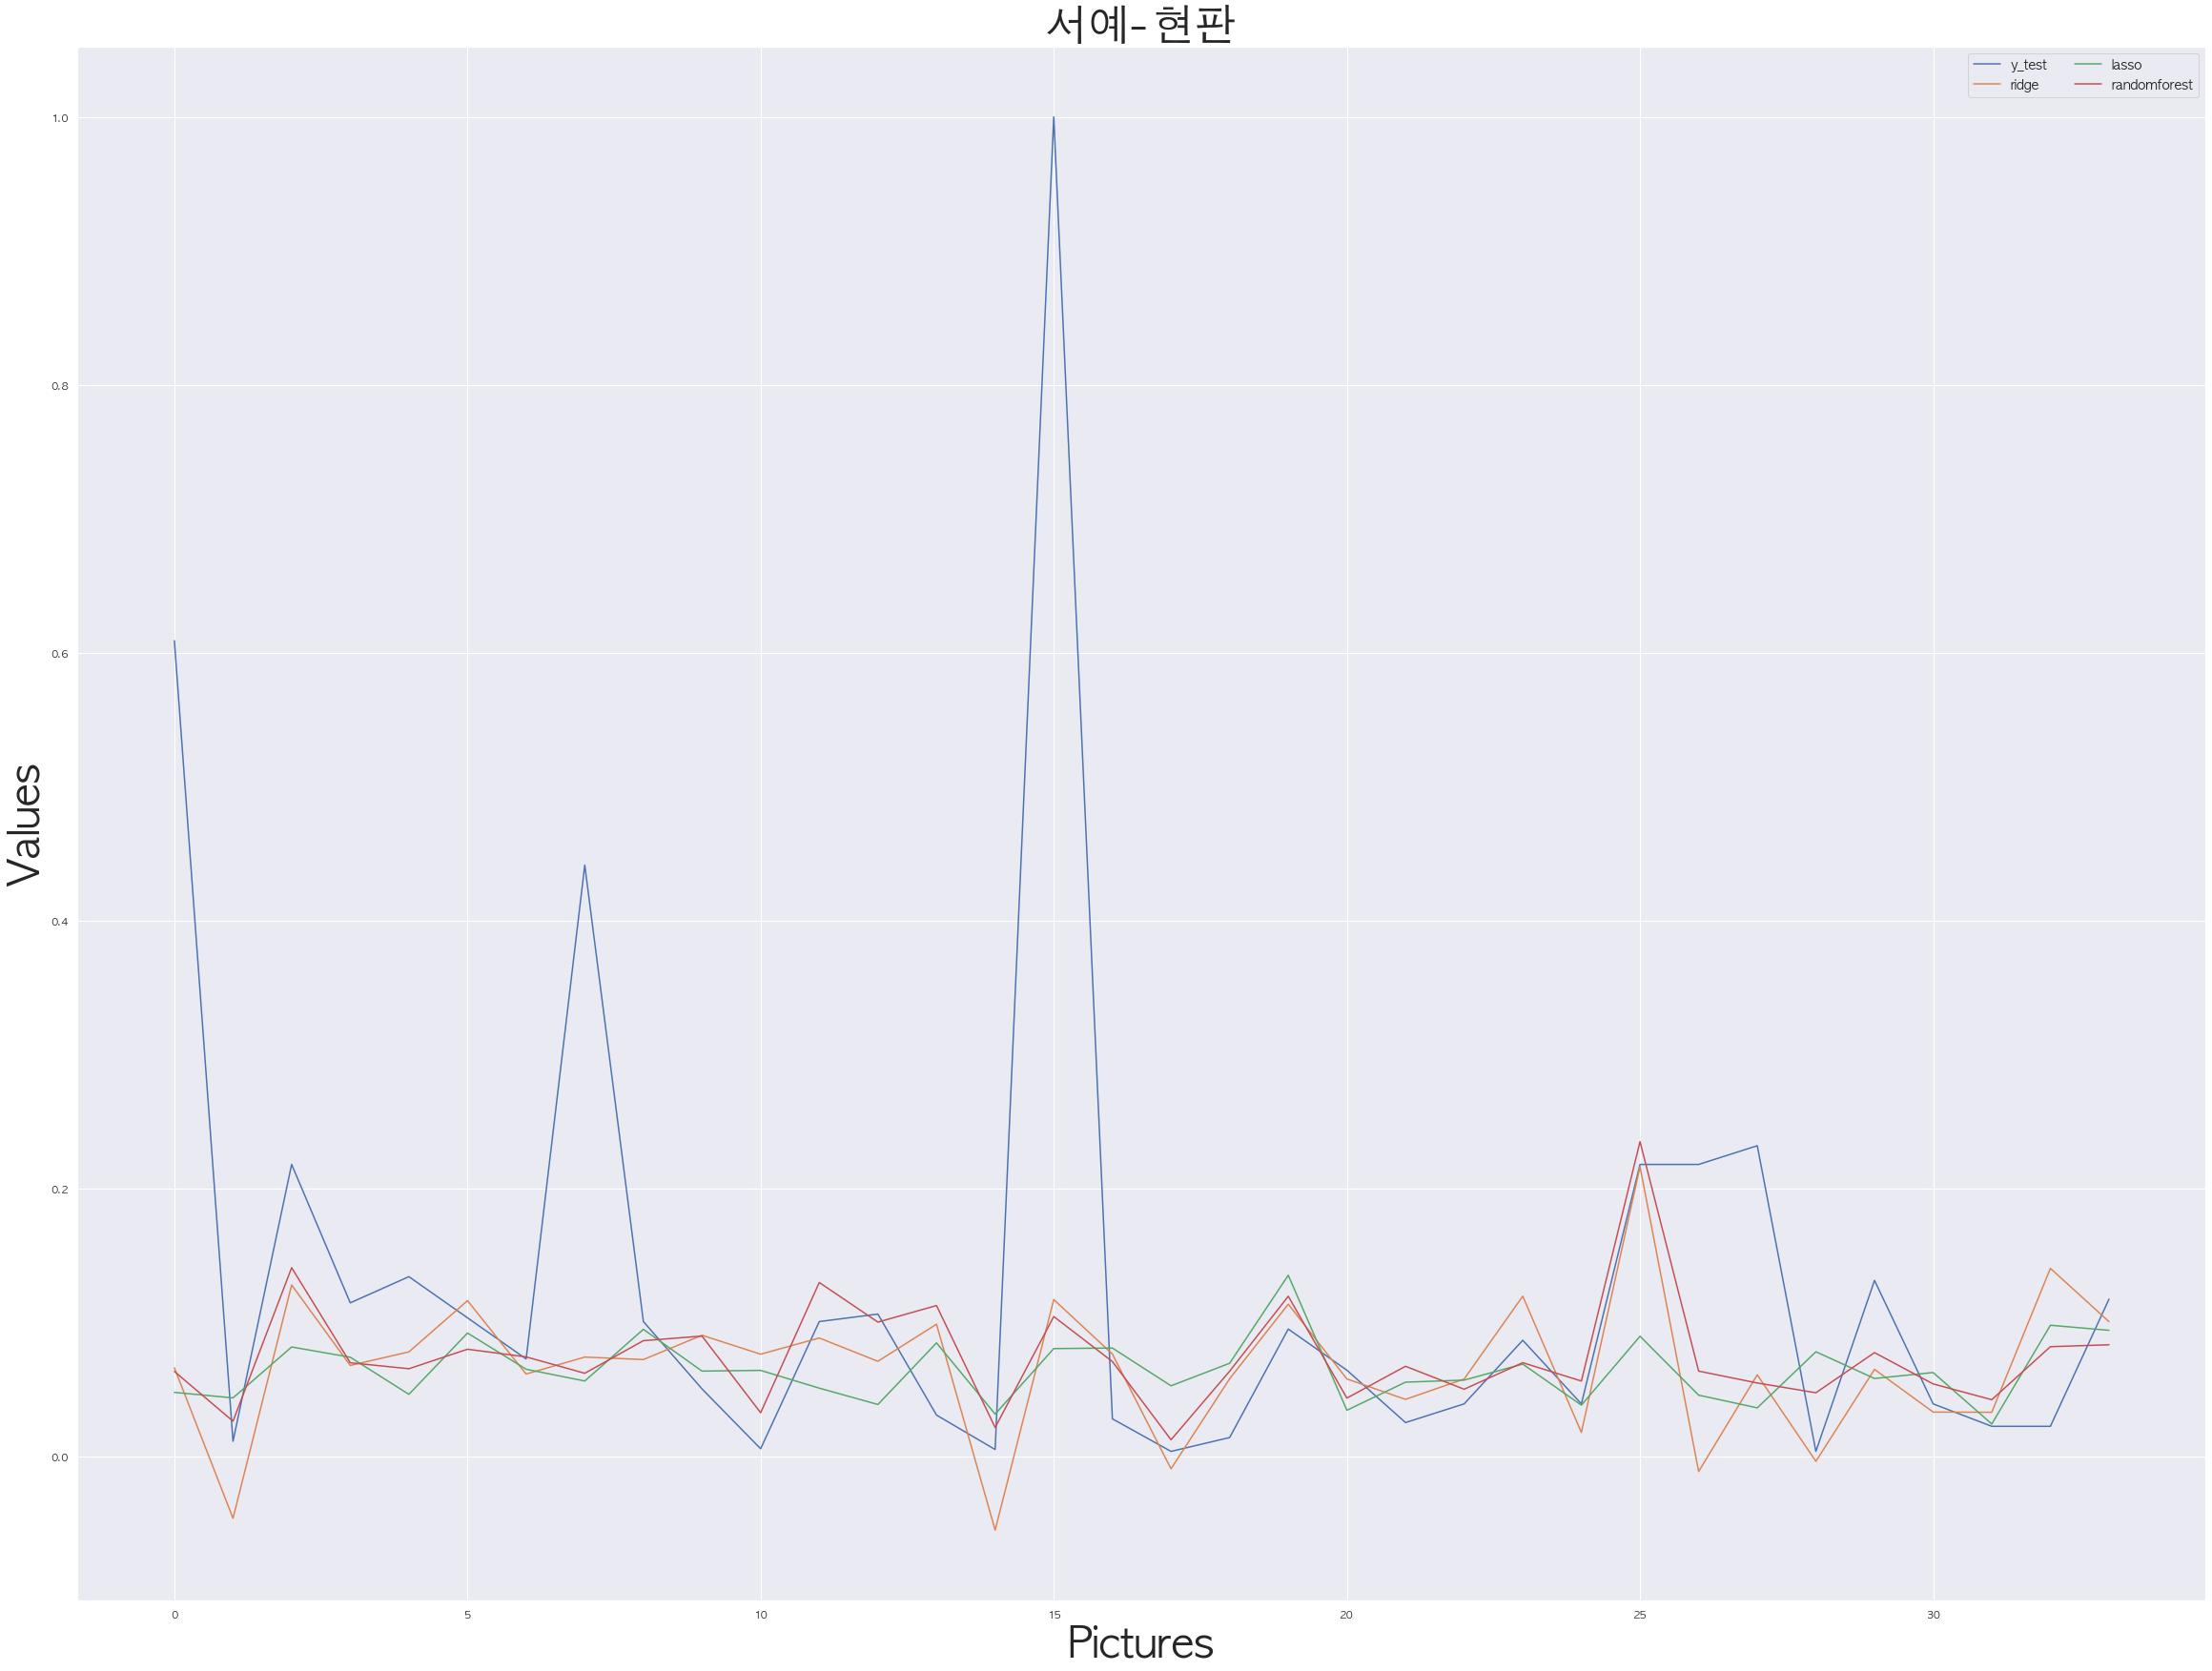 서예-현판
y_test
ridge
lasso
randomforest
1.0
0.8
0.6
0.4
0.2
0.0
Values
0 5 10 15 20 25 30
Pictures